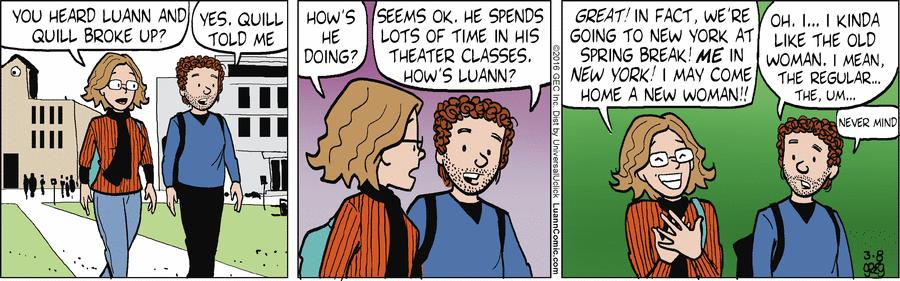 YOU HEARD LUANN AND
QUILL BROKE UP?
YES. QUILL
TOLD ME
HOW'S
HE
DOING?
SEEMS OK. HE SPENDS
LOTS OF TIME IN HIS
THEATER CLASSES.
HOW'S LUANN?
©2016 GEC Inc. Dist by Universal/Uclick LuannComic.com
GREAT! IN FACT, WE'RE
GOING TO NEW YORK AT
SPRING BREAK! ME IN
NEW YORK! I MAY COME
HOME A NEW WOMAN!!
OH. I... I KINDA
LIKE THE OLD
WOMAN. I MEAN,
THE REGULAR...
THE, UM...
NEVER MIND
3-8